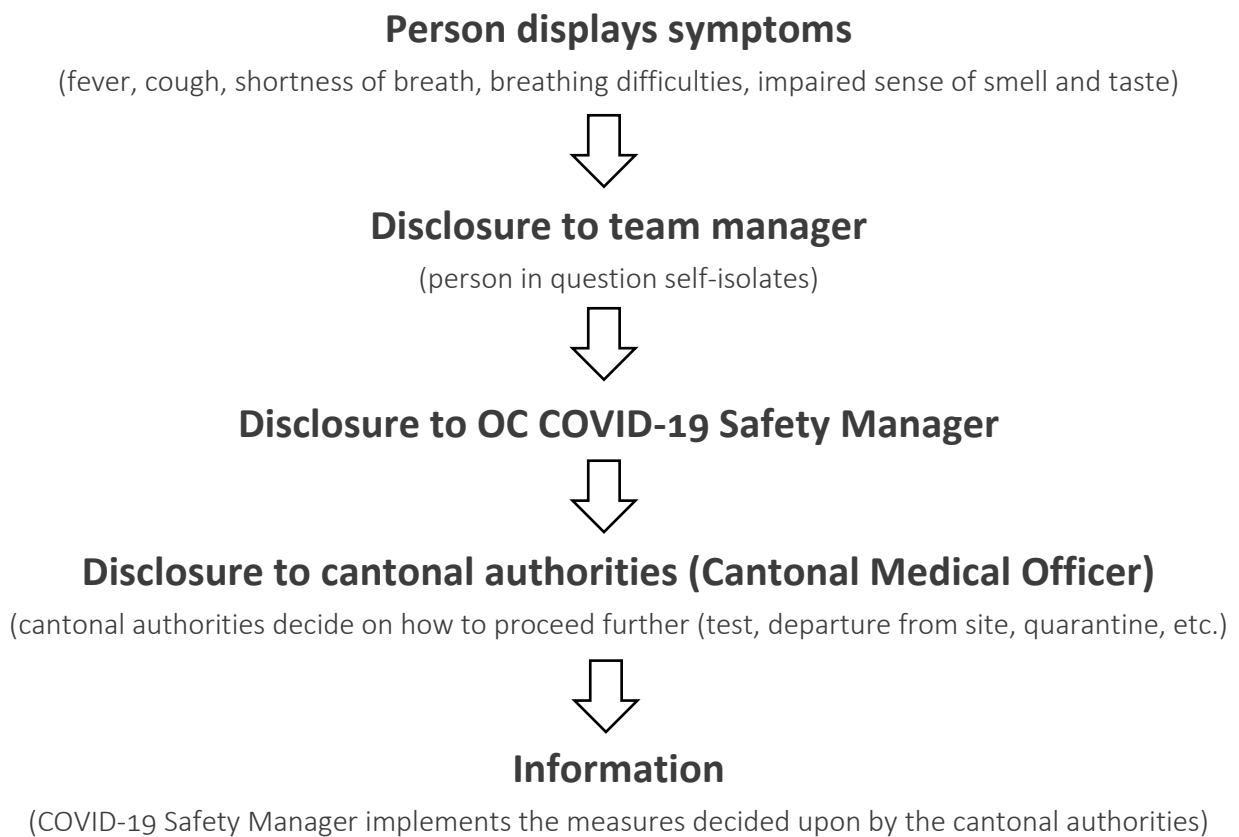 Person displays symptoms
(fever, cough, shortness of breath, breathing difficulties, impaired sense of smell and taste)
Disclosure to team manager
(person in question self-isolates)
Disclosure to OC COVID-19 Safety Manager
Disclosure to cantonal authorities (Cantonal Medical Officer)
(cantonal authorities decide on how to proceed further (test, departure from site, quarantine, etc.)
Information
(COVID-19 Safety Manager implements the measures decided upon by the cantonal authorities)